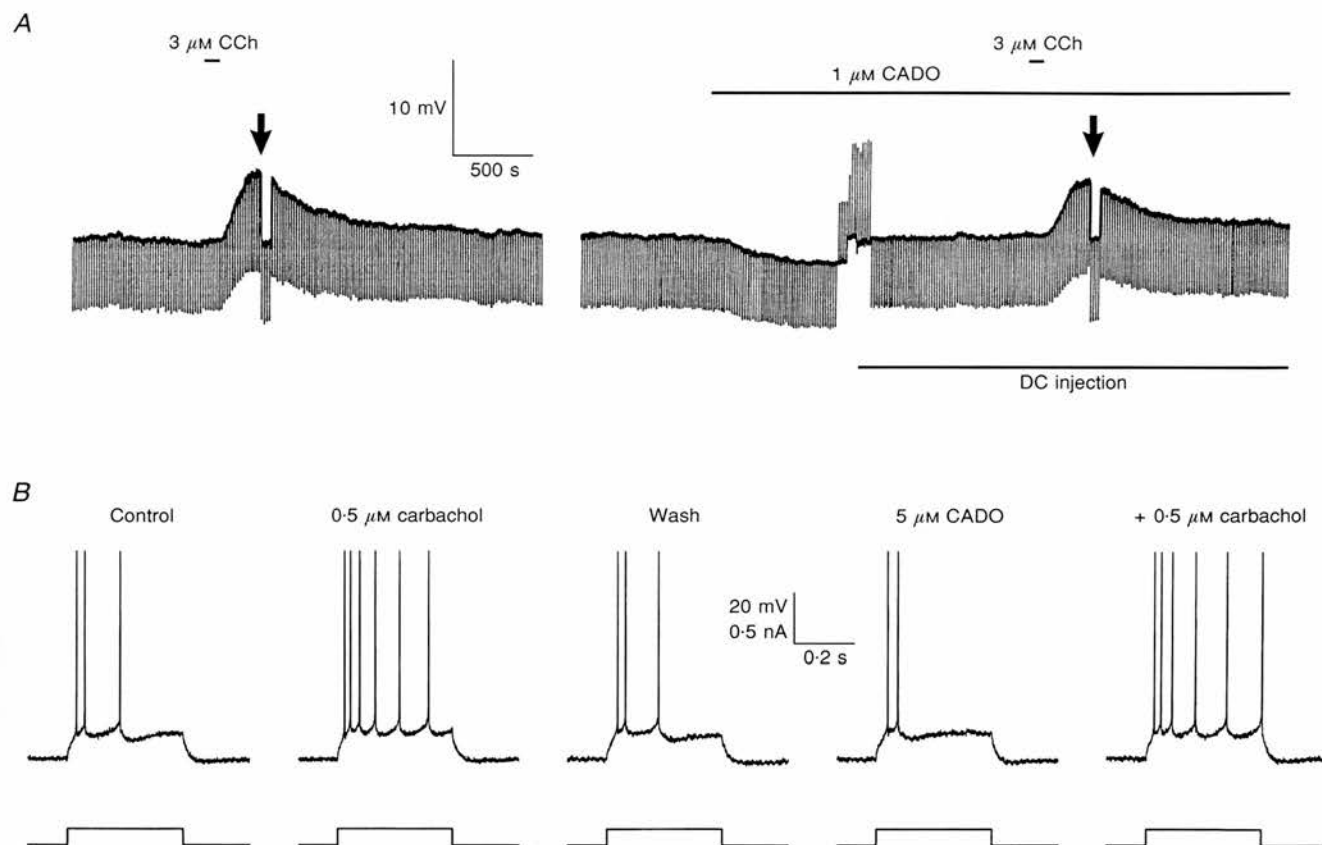 A
3 μM CCh
10 mV
500 s
3 μM CCh
1 μM CADO
DC injection
B
Control
0·5 μM carbachol
Wash
5 μM CADO
+ 0·5 μM carbachol
20 mV
0·5 nA
0·2 s